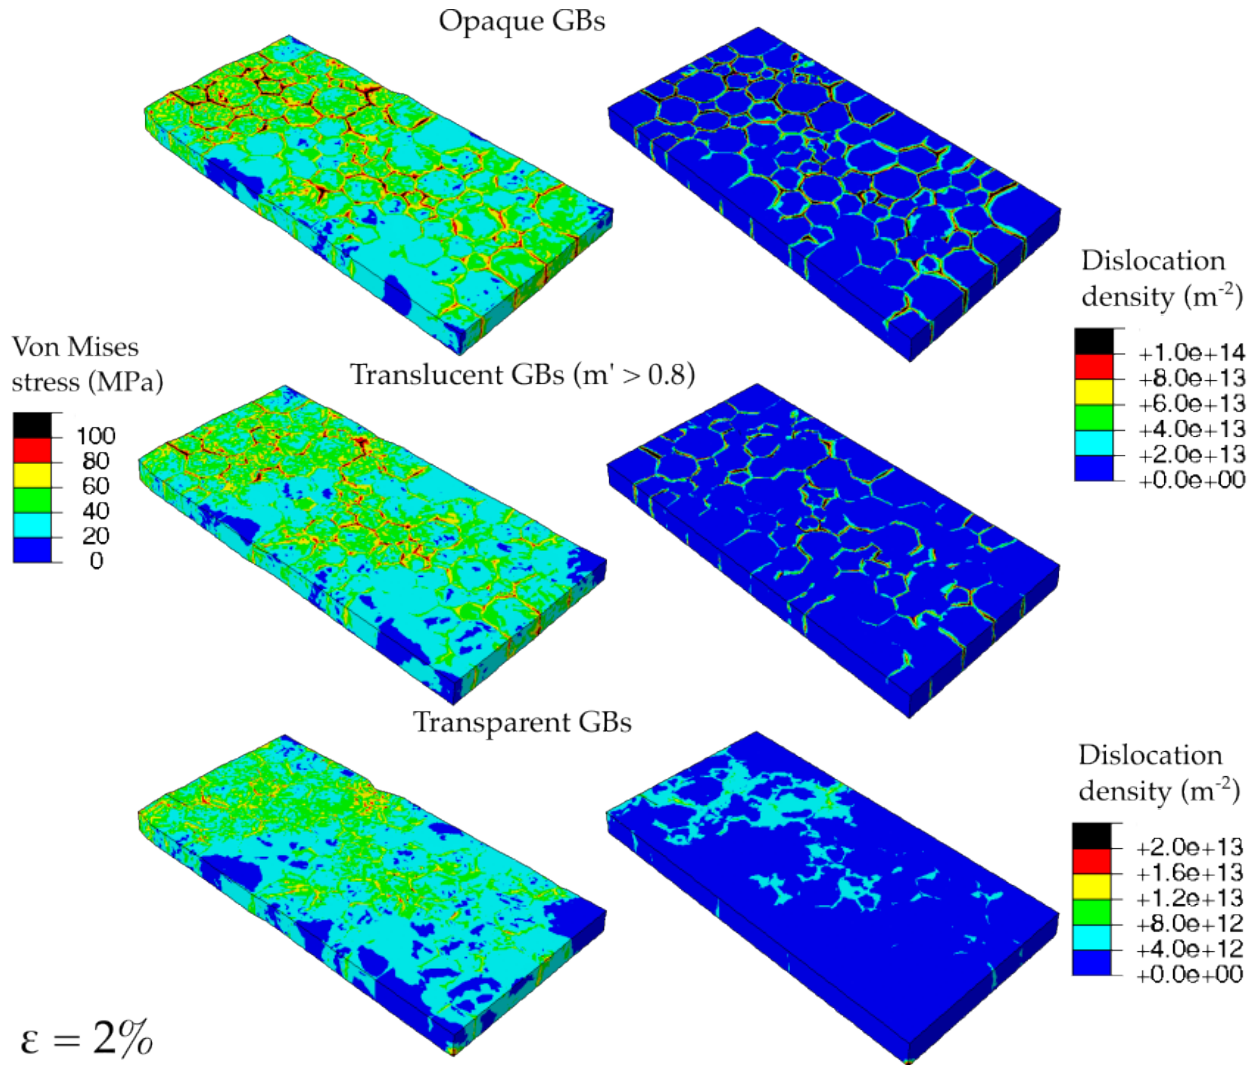 Opaque GBs
Dislocation
density (m⁻²)
+1.0e+14
+8.0e+13
+6.0e+13
+4.0e+13
+2.0e+13
+0.0e+00
Von Mises
stress (MPa)
100
80
60
40
20
0
Translucent GBs (m' > 0.8)
Transparent GBs
Dislocation
density (m⁻²)
+2.0e+13
+1.6e+13
+1.2e+13
+8.0e+12
+4.0e+12
+0.0e+00
ε = 2%